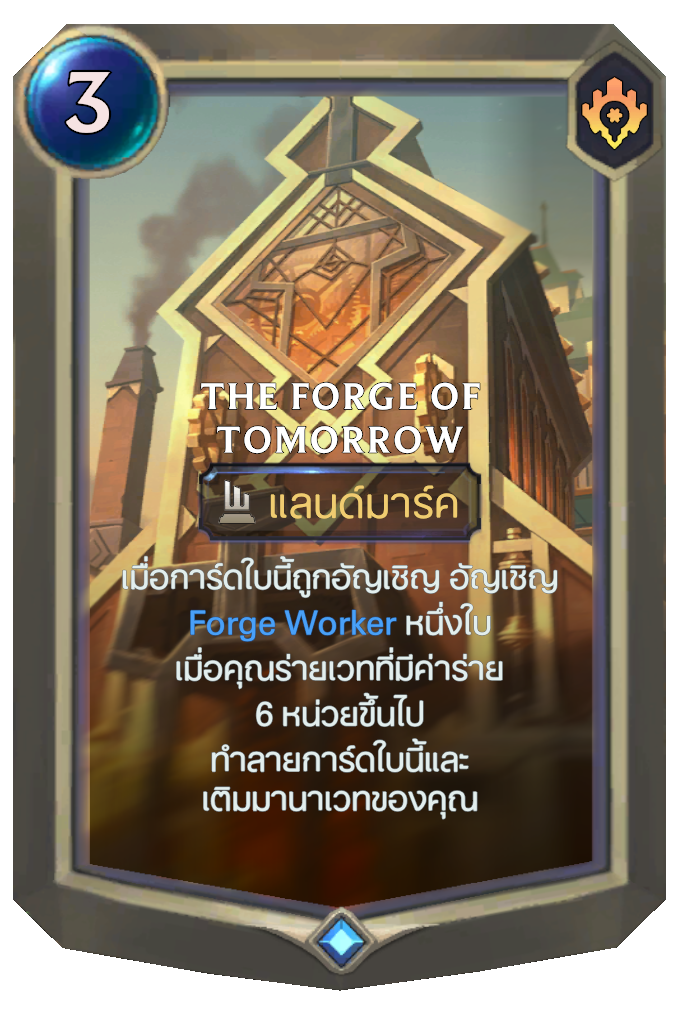 3
THE FORGE OF
TOMORROW
แลนด์มาร์ค
เมื่อการ์ดใบนี้ถูกอัญเชิญ อัญเชิญ
Forge Worker หนึ่งใบ
เมื่อคุณร่ายเวทที่มีค่าร่าย
6 หน่วยขึ้นไป
ทำลายการ์ดใบนี้และ
เติมมานาเวทของคุณ